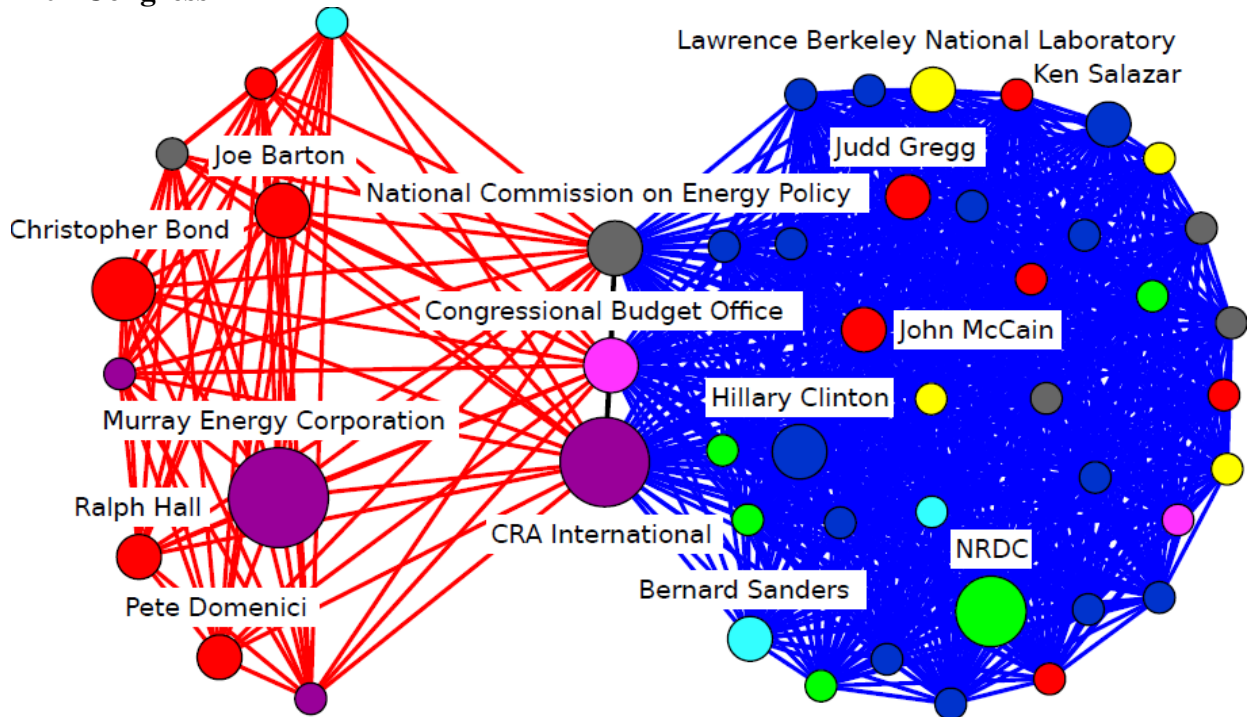 Lawrence Berkeley National Laboratory
Ken Salazar
Joe Barton
Judd Gregg
National Commission on Energy Policy
Christopher Bond
Congressional Budget Office
John McCain
Hillary Clinton
Murray Energy Corporation
Ralph Hall
CRA International
NRDC
Bernard Sanders
Pete Domenici